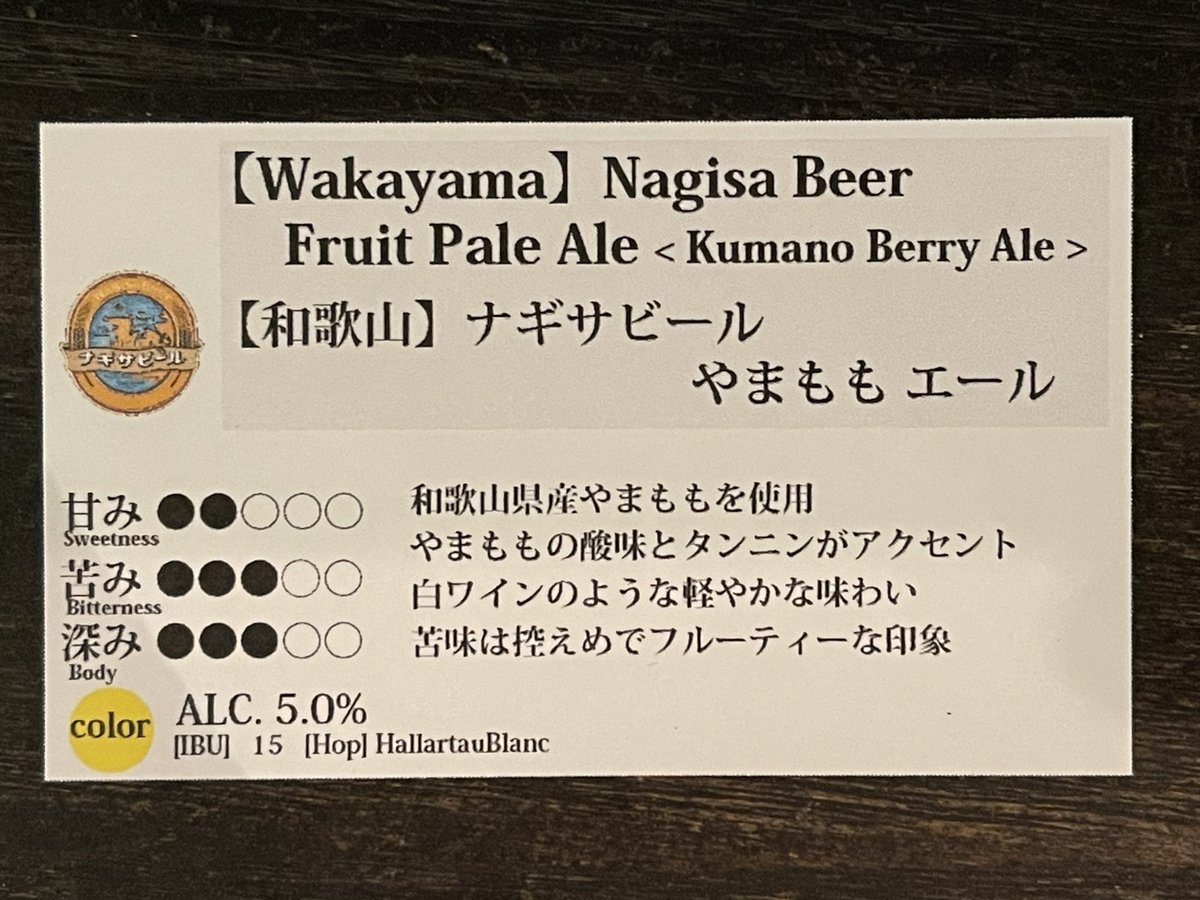 【Wakayama】Nagisa Beer
Fruit Pale Ale < Kumano Berry Ale >
【和歌山】ナギサビール
やまもも エール
ナギサビール
甘み ●●○○○
Sweetness
苦み ●●●○○
Bitterness
深み ●●●○○
Body
和歌山県産やまももを使用
やまももの酸味とタンニンがアクセント
白ワインのような軽やかな味わい
苦味は控えめでフルーティーな印象
color
ALC. 5.0%
[IBU] 15 [Hop] HallartauBlanc